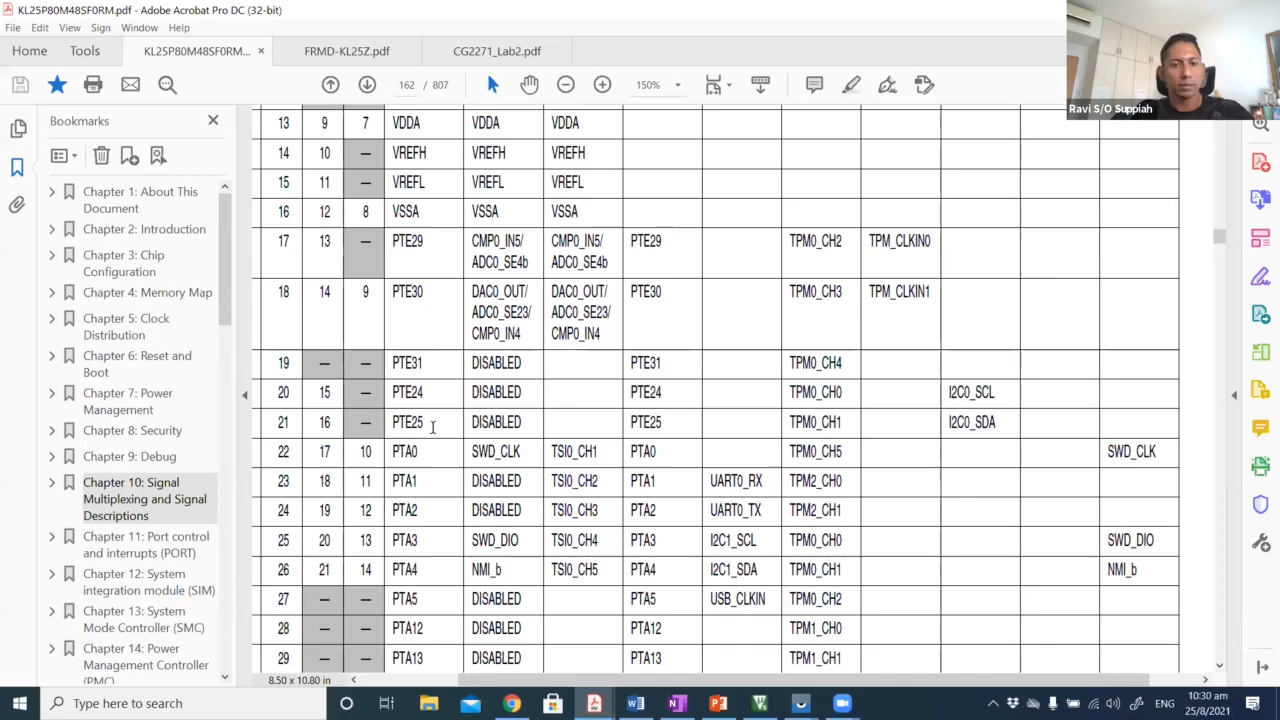 KL25P80M48SF0RM.pdf - Adobe Acrobat Pro DC (32-bit)
File Edit View Sign Window Help
Home Tools KL25P80M48SF0RM... × FRMD-KL25Z.pdf CG2271_Lab2.pdf
162 / 807 150%
Ravi S/O Suppiah
Bookmarks
Chapter 1: About This
Document
Chapter 2: Introduction
Chapter 3: Chip
Configuration
Chapter 4: Memory Map
Chapter 5: Clock
Distribution
Chapter 6: Reset and
Boot
Chapter 7: Power
Management
Chapter 8: Security
Chapter 9: Debug
Chapter 10: Signal
Multiplexing and Signal
Descriptions
Chapter 11: Port control
and interrupts (PORT)
Chapter 12: System
integration module (SIM)
Chapter 13: System
Mode Controller (SMC)
Chapter 14: Power
Management Controller
(PMC)
13 9 7 VDDA VDDA VDDA
14 10 — VREFH VREFH VREFH
15 11 — VREFL VREFL VREFL
16 12 8 VSSA VSSA VSSA
17 13 — PTE29 CMP0_IN5/ CMP0_IN5/ PTE29 TPM0_CH2 TPM_CLKIN0
ADC0_SE4b ADC0_SE4b
18 14 9 PTE30 DAC0_OUT/ DAC0_OUT/ PTE30 TPM0_CH3 TPM_CLKIN1
ADC0_SE23/ ADC0_SE23/
CMP0_IN4 CMP0_IN4
19 — — PTE31 DISABLED PTE31 TPM0_CH4
20 15 — PTE24 DISABLED PTE24 TPM0_CH0 I2C0_SCL
21 16 — PTE25 DISABLED PTE25 TPM0_CH1 I2C0_SDA
22 17 10 PTA0 SWD_CLK TSI0_CH1 PTA0 TPM0_CH5 SWD_CLK
23 18 11 PTA1 DISABLED TSI0_CH2 PTA1 UART0_RX TPM2_CH0
24 19 12 PTA2 DISABLED TSI0_CH3 PTA2 UART0_TX TPM2_CH1
25 20 13 PTA3 SWD_DIO TSI0_CH4 PTA3 I2C1_SCL TPM0_CH0 SWD_DIO
26 21 14 PTA4 NMI_b TSI0_CH5 PTA4 I2C1_SDA TPM0_CH1 NMI_b
27 — — PTA5 DISABLED PTA5 USB_CLKIN TPM0_CH2
28 — — PTA12 DISABLED PTA12 TPM1_CH0
29 — — PTA13 DISABLED PTA13 TPM1_CH1
8.50 x 10.80 in
Type here to search
ENG
10:30 am
25/8/2021